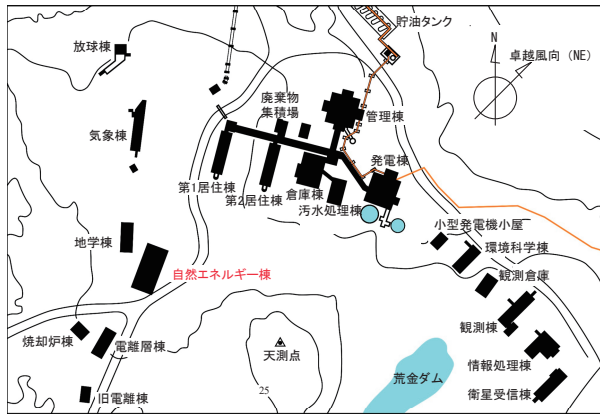 貯油タンク
放球棟
N
卓越風向(NE)
廃棄物
集積場
管理棟
気象棟
発電棟
第1居住棟
第2居住棟
倉庫棟
汚水処理棟
小型発電機小屋
地学棟
環境科学棟
自然エネルギー棟
観測倉庫
焼却炉棟
電離層棟
天測点
観測棟
情報処理棟
荒金ダム
25
旧電離棟
衛星受信棟